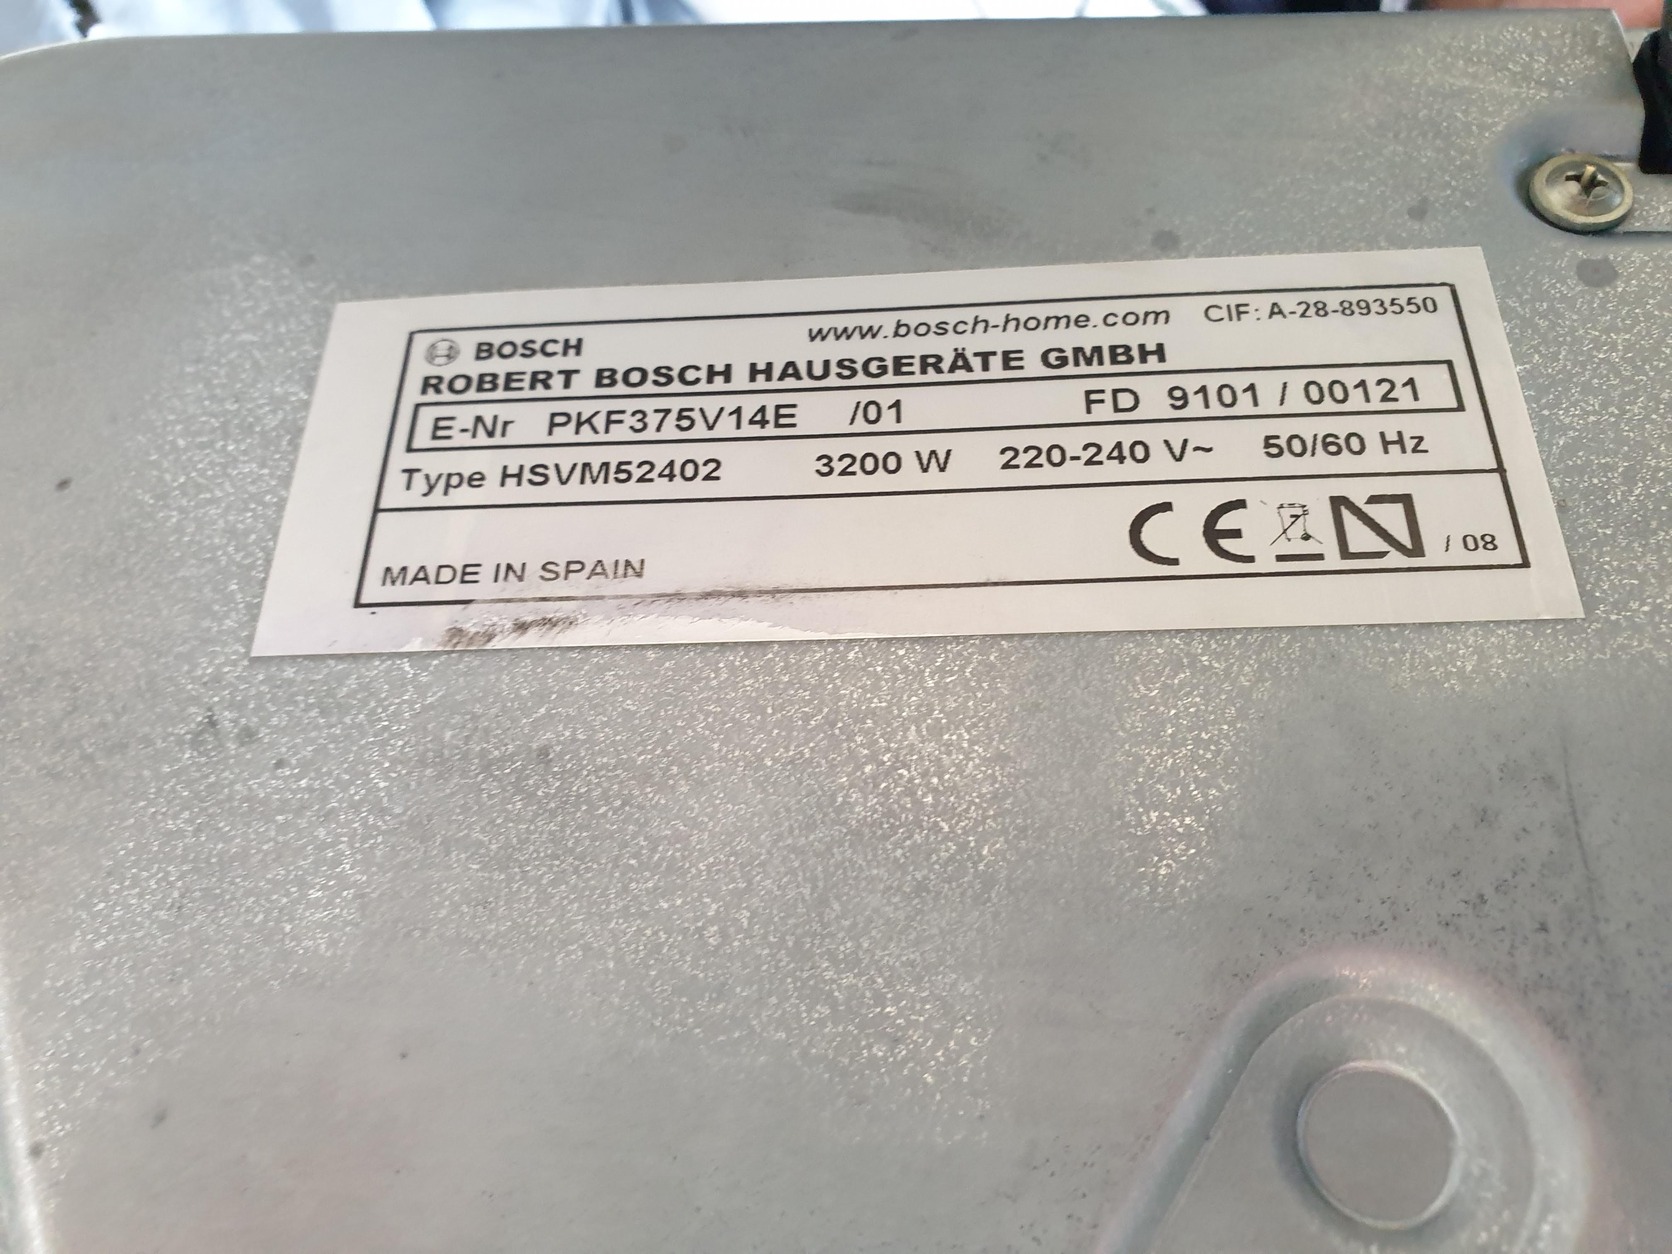 BOSCH www.bosch-home.com CIF: A-28-893550
ROBERT BOSCH HAUSGERÄTE GMBH
E-Nr PKF375V14E /01 FD 9101 / 00121
Type HSVM52402 3200 W 220-240 V~ 50/60 Hz
MADE IN SPAIN CE N / 08